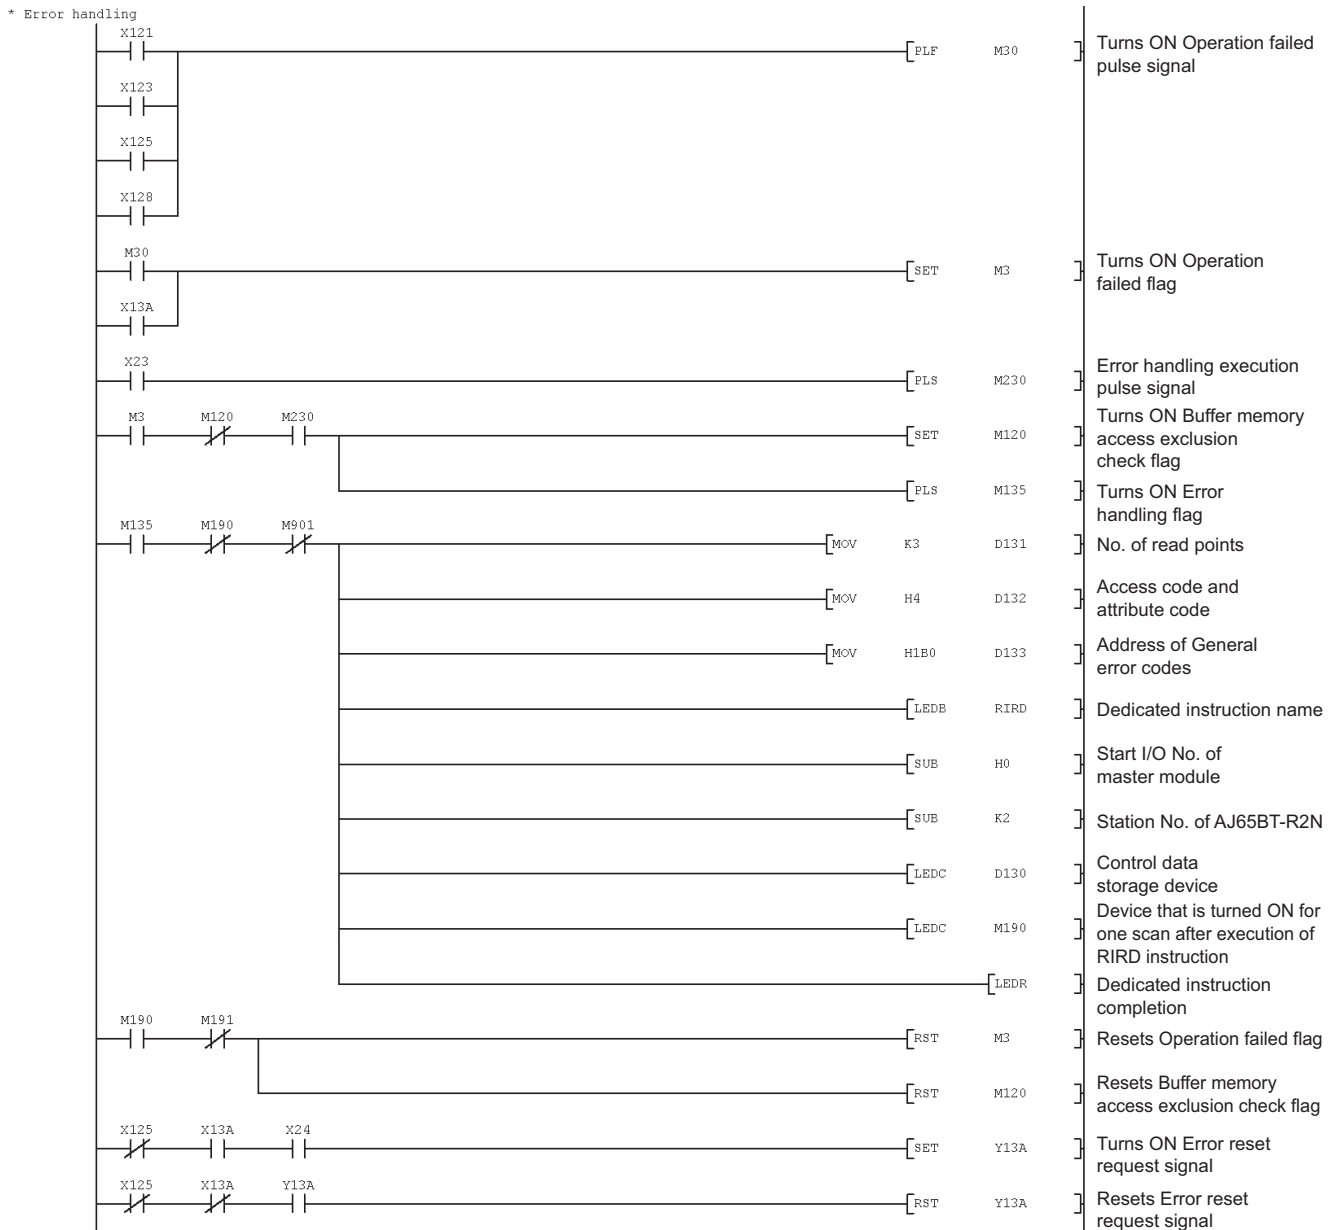 * Error handling
X121
PLF M30
Turns ON Operation failed
pulse signal
X123
X125
X128
M30
SET M3
Turns ON Operation
failed flag
X13A
X23
PLS M230
Error handling execution
pulse signal
M3 M120 M230
SET M120
Turns ON Buffer memory
access exclusion
check flag
PLS M135
Turns ON Error
handling flag
M135 M190 M901
MOV K3 D131
No. of read points
MOV H4 D132
Access code and
attribute code
MOV H1B0 D133
Address of General
error codes
LEDB RIRD
Dedicated instruction name
SUB H0
Start I/O No. of
master module
SUB K2
Station No. of AJ65BT-R2N
LEDC D130
Control data
storage device
LEDC M190
Device that is turned ON for
one scan after execution of
RIRD instruction
LEDR
Dedicated instruction
completion
M190 M191
RST M3
Resets Operation failed flag
RST M120
Resets Buffer memory
access exclusion check flag
X125 X13A X24
SET Y13A
Turns ON Error reset
request signal
X125 X13A Y13A
RST Y13A
Resets Error reset
request signal